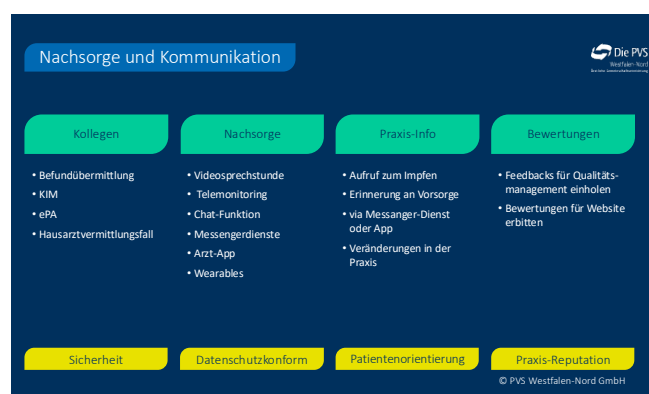 Nachsorge und Kommunikation
Die PVS
Westfalen-Nord
Kollegen
Nachsorge
Praxis-Info
Bewertungen
• Befundübermittlung
• KIM
• ePA
• Hausarztvermittlungsfall
• Videosprechstunde
• Telemonitoring
• Chat-Funktion
• Messengerdienste
• Arzt-App
• Wearables
• Aufruf zum Impfen
• Erinnerung an Vorsorge
• via Messanger-Dienst
oder App
• Veränderungen in der
Praxis
• Feedbacks für Qualitäts-
management einholen
• Bewertungen für Website
erbitten
Sicherheit
Datenschutzkonform
Patientenorientierung
Praxis-Reputation
© PVS Westfalen-Nord GmbH